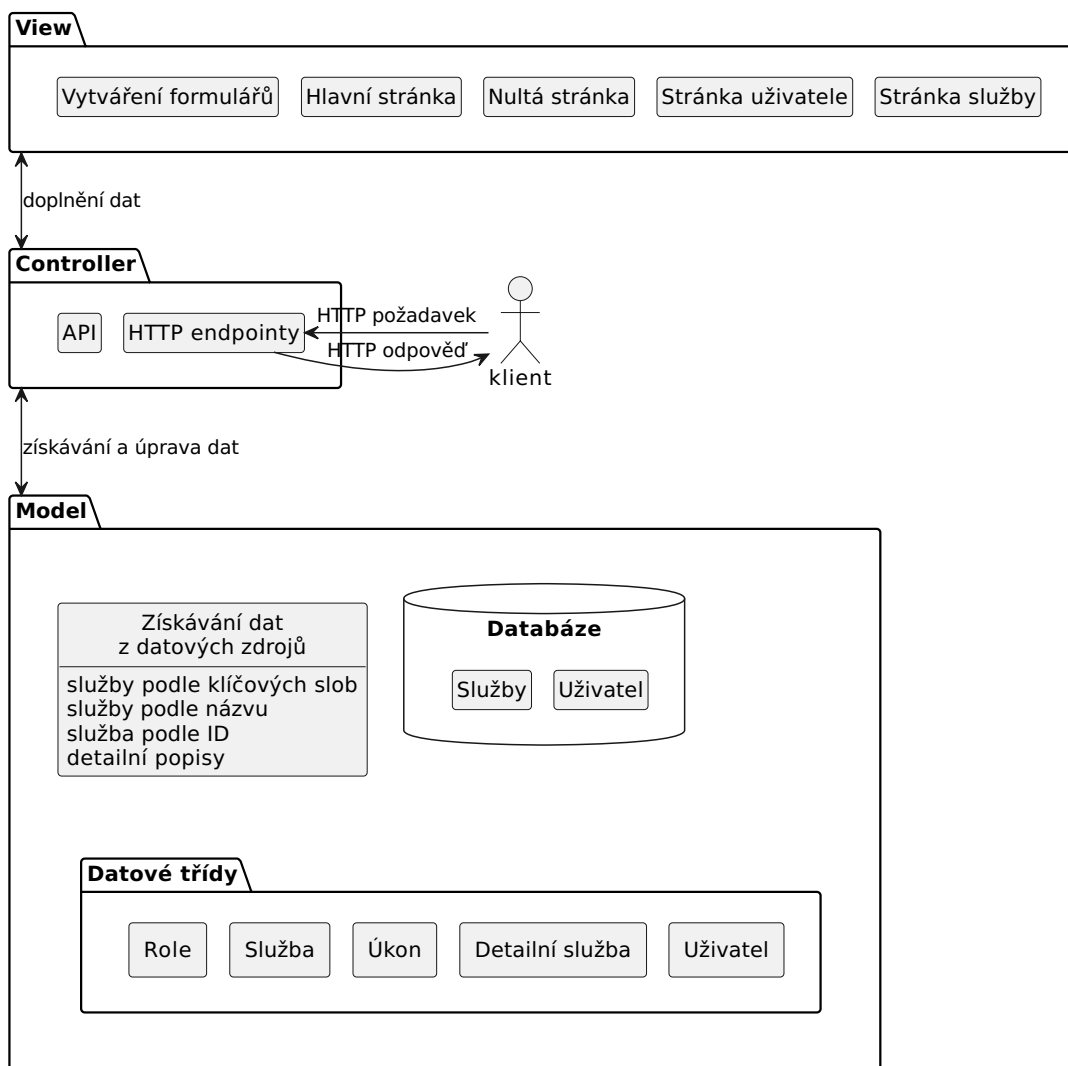 View
Vytváření formulářů
Hlavní stránka
Nultá stránka
Stránka uživatele
Stránka služby
doplnění dat
Controller
API
HTTP endpointy
HTTP požadavek
HTTP odpověď
klient
získávání a úprava dat
Model
Získávání dat
z datových zdrojů
služby podle klíčových slob
služby podle názvu
služba podle ID
detailní popisy
Databáze
Služby
Uživatel
Datové třídy
Role
Služba
Úkon
Detailní služba
Uživatel